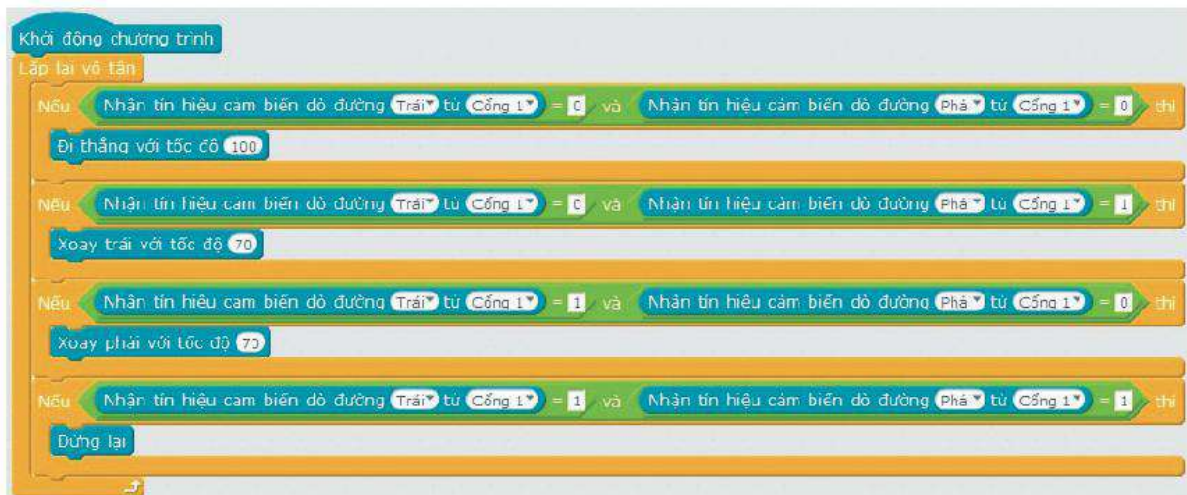 Khởi động chương trình
Lặp lại vô tận
Nếu Nhận tín hiệu cảm biến dò đường Trái từ Cổng 1 = 0 và Nhận tín hiệu cảm biến dò đường Phả từ Cổng 1 = 0 thì
Đi thẳng với tốc độ 100
Nếu Nhận tín hiệu cảm biến dò đường Trái từ Cổng 1 = 0 và Nhận tín hiệu cảm biến dò đường Phả từ Cổng 1 = 1 thì
Xoay trái với tốc độ 70
Nếu Nhận tín hiệu cảm biến dò đường Trái từ Cổng 1 = 1 và Nhận tín hiệu cảm biến dò đường Phả từ Cổng 1 = 0 thì
Xoay phải với tốc độ 70
Nếu Nhận tín hiệu cảm biến dò đường Trái từ Cổng 1 = 1 và Nhận tín hiệu cảm biến dò đường Phả từ Cổng 1 = 1 thì
Dừng lại